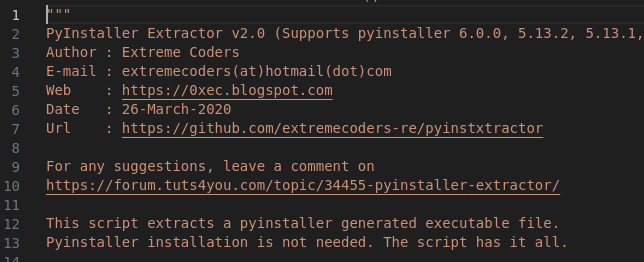 1 """
2 PyInstaller Extractor v2.0 (Supports pyinstaller 6.0.0, 5.13.2, 5.13.1,
3 Author : Extreme Coders
4 E-mail : extremecoders(at)hotmail(dot)com
5 Web    : https://0xec.blogspot.com
6 Date   : 26-March-2020
7 Url    : https://github.com/extremecoders-re/pyinstxtractor
8
9 For any suggestions, leave a comment on
10 https://forum.tuts4you.com/topic/34455-pyinstaller-extractor/
11
12 This script extracts a pyinstaller generated executable file.
13 Pyinstaller installation is not needed. The script has it all.